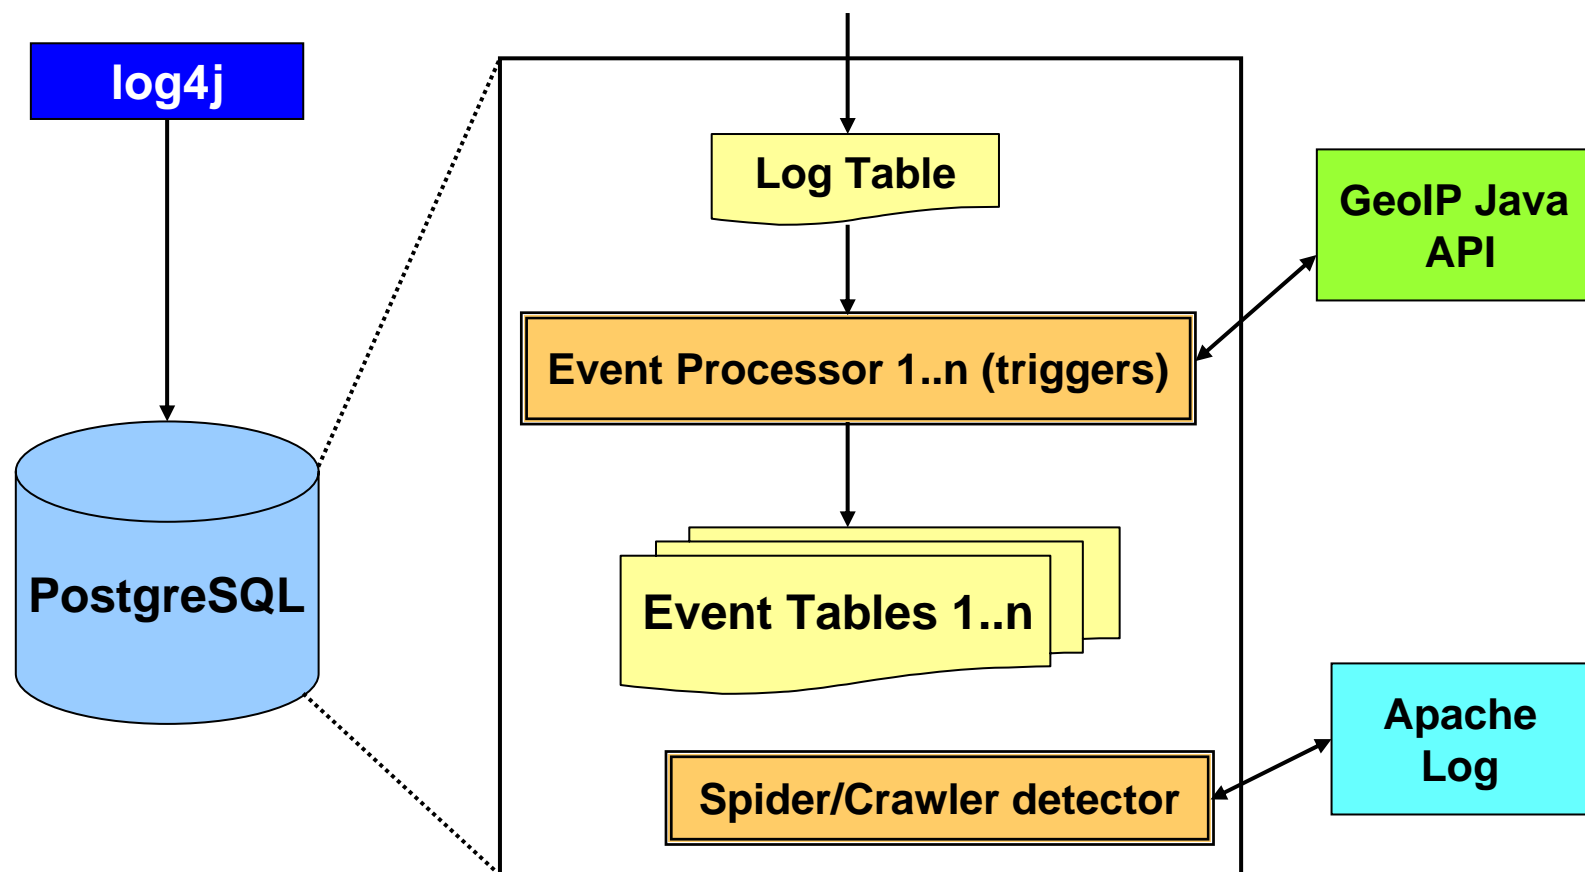 log4j
Log Table
GeoIP Java
API
Event Processor 1..n (triggers)
PostgreSQL
Event Tables 1..n
Apache
Log
Spider/Crawler detector